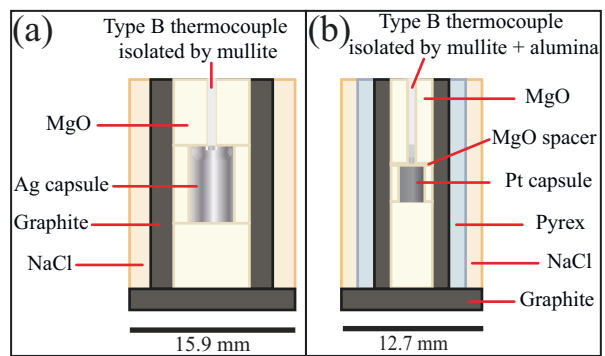 (a)
Type B thermocouple
isolated by mullite
MgO
Ag capsule
Graphite
NaCl
15.9 mm
(b)
Type B thermocouple
isolated by mullite + alumina
MgO
MgO spacer
Pt capsule
Pyrex
NaCl
Graphite
12.7 mm